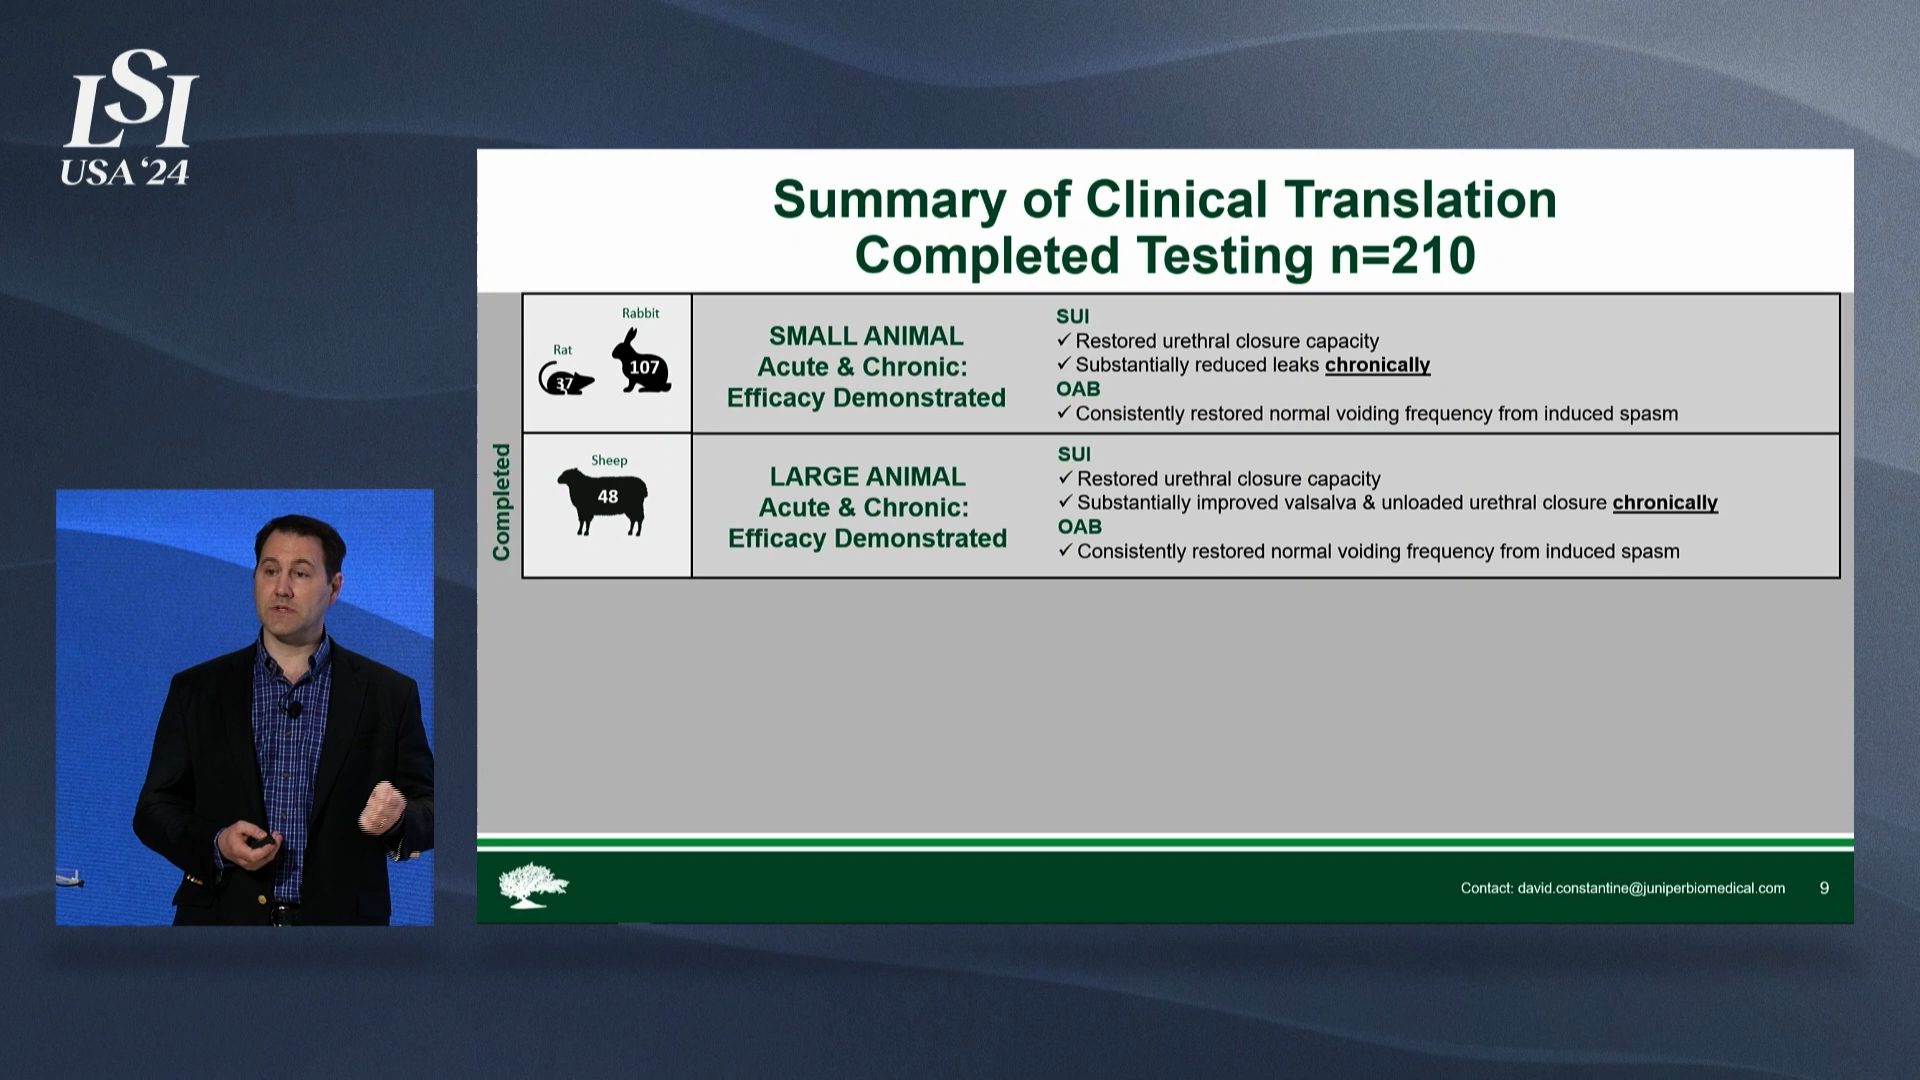 LSI
USA '24
Summary of Clinical Translation
Completed Testing n=210
Completed
Rabbit
Rat
107
37
SMALL ANIMAL
Acute & Chronic:
Efficacy Demonstrated
SUI
✓ Restored urethral closure capacity
✓ Substantially reduced leaks chronically
OAB
✓ Consistently restored normal voiding frequency from induced spasm
Sheep
48
LARGE ANIMAL
Acute & Chronic:
Efficacy Demonstrated
SUI
✓ Restored urethral closure capacity
✓ Substantially improved valsalva & unloaded urethral closure chronically
OAB
✓ Consistently restored normal voiding frequency from induced spasm
Contact: david.constantine@juniperbiomedical.com 9